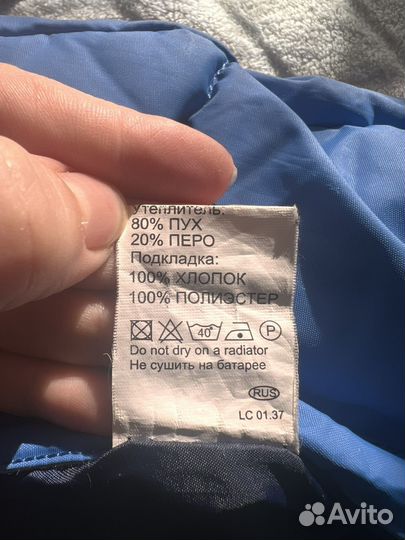 Утеплитель:
80% ПУХ
20% ПЕРО
Подкладка:
100% ХЛОПОК
100% ПОЛИЭСТЕР
40° P
Do not dry on a radiator
Не сушить на батарее
RUS
LC 01.37
Avito